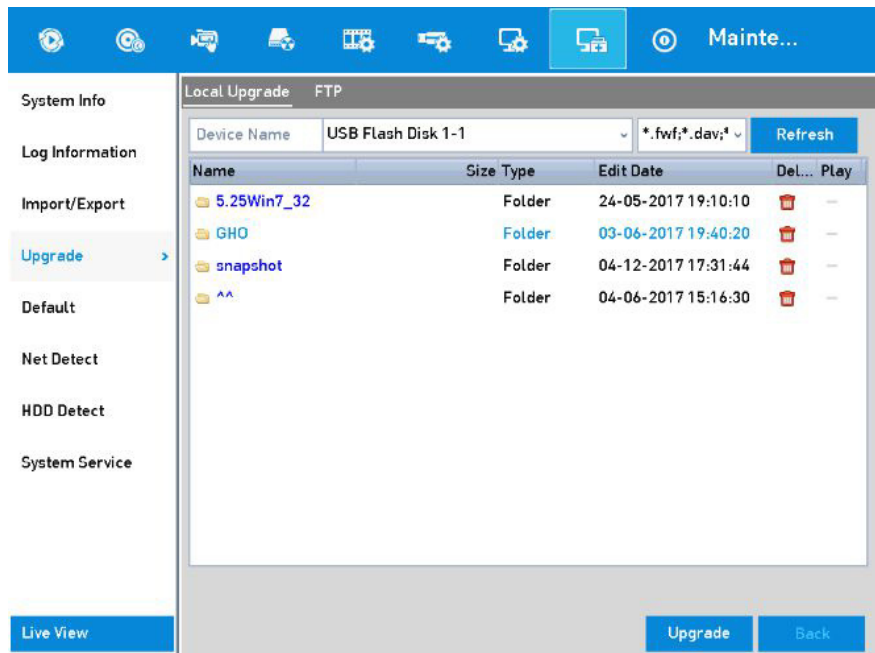 Mainte...
System Info
Log Information
Import/Export
Upgrade >
Default
Net Detect
HDD Detect
System Service
Live View
Local Upgrade FTP
Device Name USB Flash Disk 1-1 *.fwf;*.dav;* Refresh
Name Size Type Edit Date Del... Play
5.25Win7_32 Folder 24-05-2017 19:10:10 —
GHO Folder 03-06-2017 19:40:20 —
snapshot Folder 04-12-2017 17:31:44 —
^^ Folder 04-06-2017 15:16:30 —
Upgrade Back